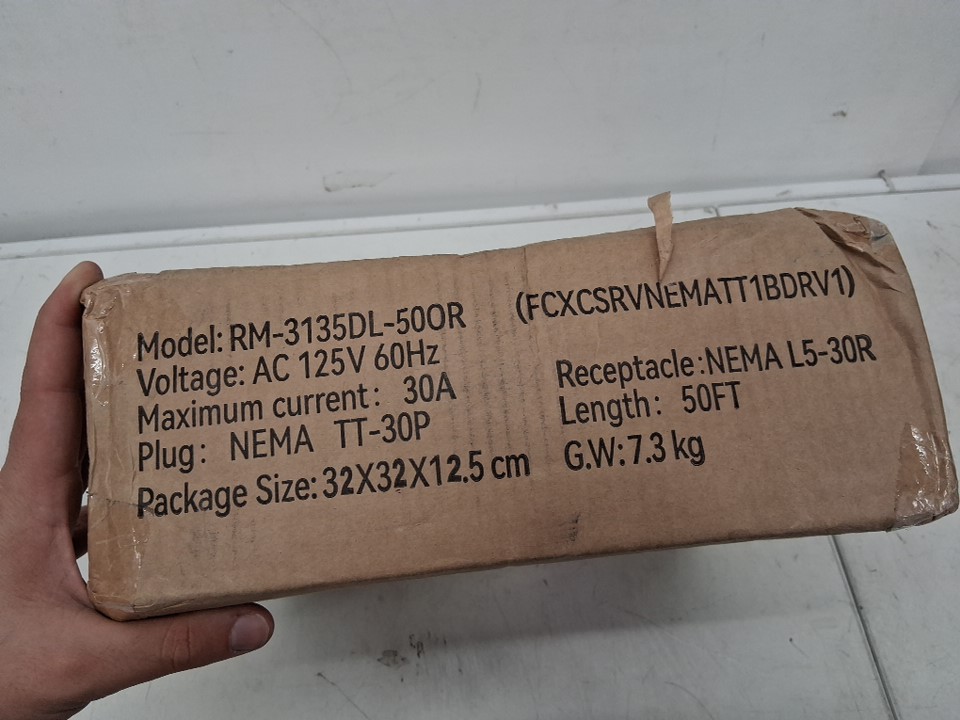 Model: RM-3135DL-50OR (FCXCSRVNEMATT1BDRV1)
Voltage: AC 125V 60Hz Receptacle: NEMA L5-30R
Maximum current: 30A Length: 50FT
Plug: NEMA TT-30P G.W: 7.3 kg
Package Size: 32X32X12.5 cm